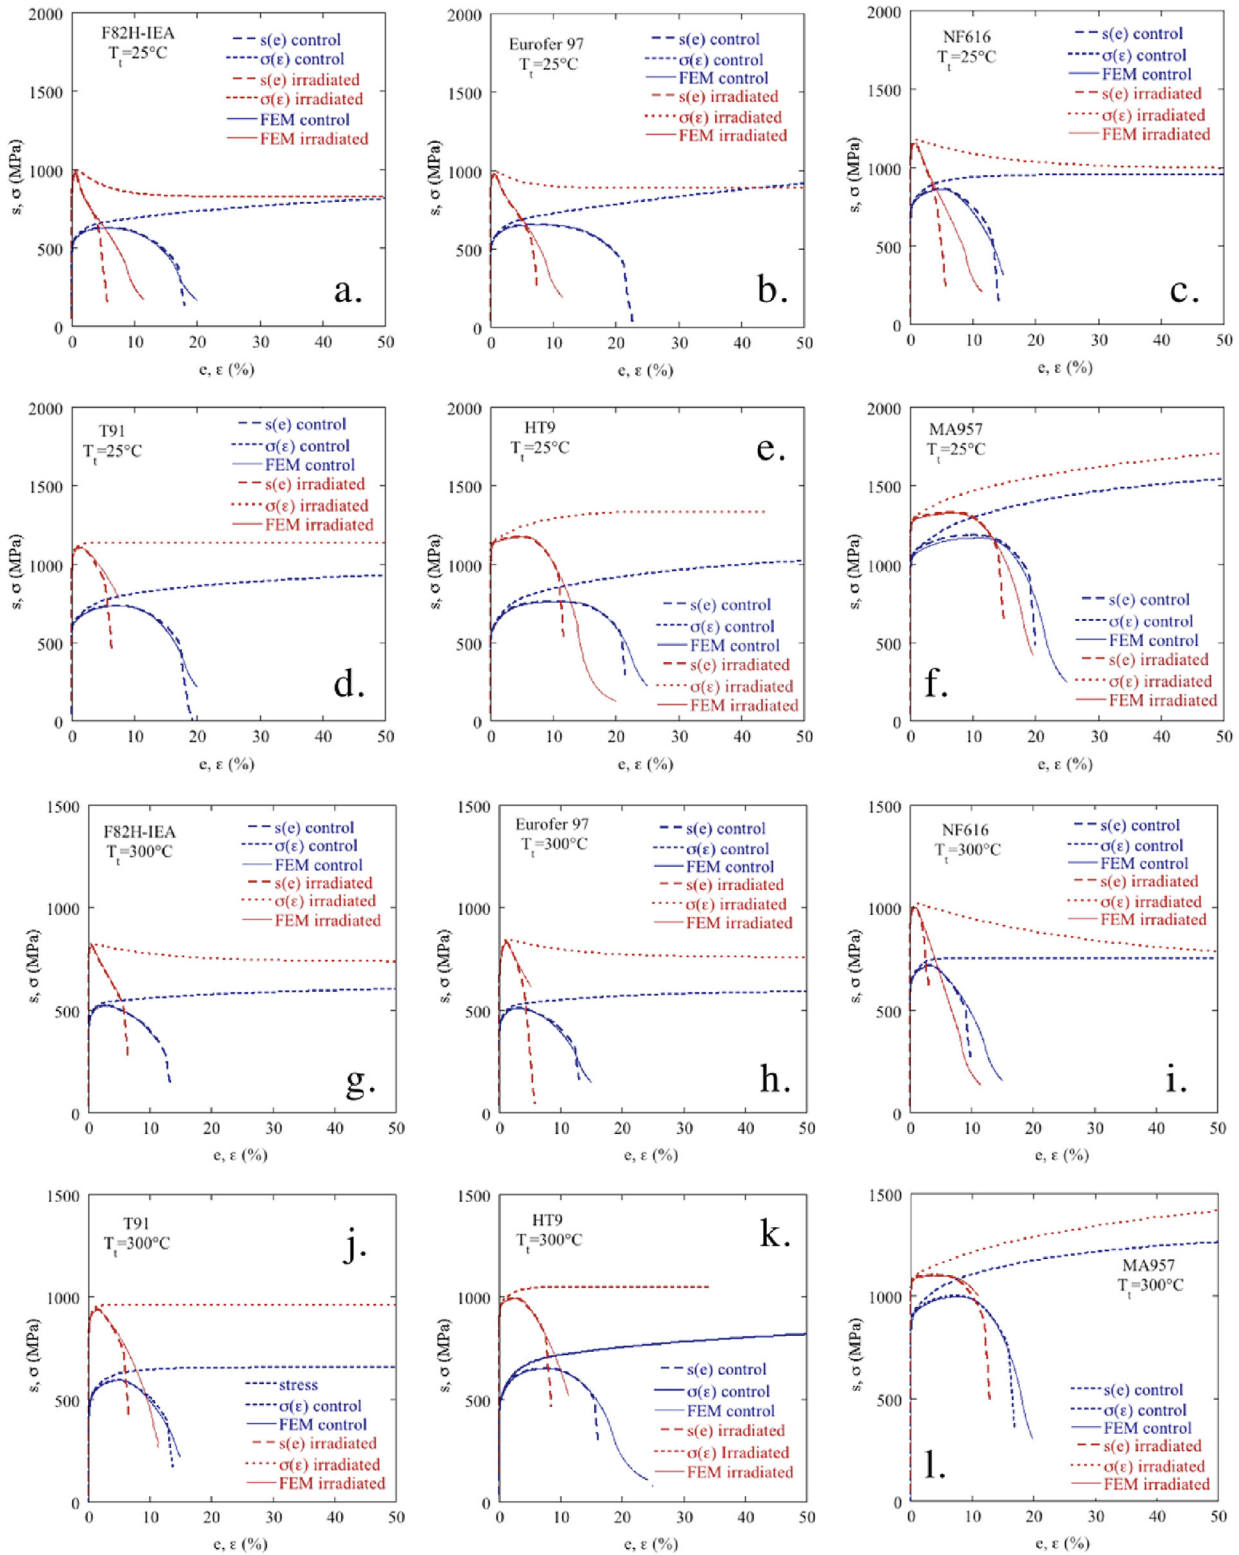 F82H-IEA
Tt=25°C
s(e) control
σ(ε) control
s(e) irradiated
σ(ε) irradiated
FEM control
FEM irradiated
2000
1500
1000
500
0
s, σ (MPa)
0 10 20 30 40 50
e, ε (%)
a.
Eurofer 97
Tt=25°C
s(e) control
σ(ε) control
FEM control
s(e) irradiated
σ(ε) irradiated
FEM irradiated
2000
1500
1000
500
0
s, σ (MPa)
0 10 20 30 40 50
e, ε (%)
b.
NF616
Tt=25°C
s(e) control
σ(ε) control
FEM control
s(e) irradiated
σ(ε) irradiated
FEM irradiated
2000
1500
1000
500
0
s, σ (MPa)
0 10 20 30 40 50
e, ε (%)
c.
T91
Tt=25°C
s(e) control
σ(ε) control
FEM control
s(e) irradiated
σ(ε) irradiated
FEM irradiated
2000
1500
1000
500
0
s, σ (MPa)
0 10 20 30 40 50
e, ε (%)
d.
HT9
Tt=25°C
e.
s(e) control
σ(ε) control
FEM control
s(e) irradiated
σ(ε) irradiated
FEM irradiated
2000
1500
1000
500
0
s, σ (MPa)
0 10 20 30 40 50
e, ε (%)
MA957
Tt=25°C
s(e) control
σ(ε) control
FEM control
s(e) irradiated
σ(ε) irradiated
FEM irradiated
2000
1500
1000
500
0
s, σ (MPa)
0 10 20 30 40 50
e, ε (%)
f.
F82H-IEA
Tt=300°C
s(e) control
σ(ε) control
FEM control
s(e) irradiated
σ(ε) irradiated
FEM irradiated
1500
1000
500
0
s, σ (MPa)
0 10 20 30 40 50
e, ε (%)
g.
Eurofer 97
Tt=300°C
s(e) control
σ(ε) control
FEM control
s(e) irradiated
σ(ε) irradiated
FEM irradiated
1500
1000
500
0
s, σ (MPa)
0 10 20 30 40 50
e, ε (%)
h.
NF616
Tt=300°C
s(e) control
σ(ε) control
FEM control
s(e) irradiated
σ(ε) irradiated
FEM irradiated
1500
1000
500
0
s, σ (MPa)
0 10 20 30 40 50
e, ε (%)
i.
T91
Tt=300°C
j.
stress
σ(ε) control
FEM control
s(e) irradiated
σ(ε) irradiated
FEM irradiated
1500
1000
500
0
s, σ (MPa)
0 10 20 30 40 50
e, ε (%)
HT9
Tt=300°C
k.
s(e) control
σ(ε) control
FEM control
s(e) irradiated
σ(ε) Irradiated
FEM irradiated
1500
1000
500
0
s, σ (MPa)
0 10 20 30 40 50
e, ε (%)
MA957
Tt=300°C
s(e) control
σ(ε) control
FEM control
s(e) irradiated
σ(ε) irradiated
FEM irradiated
1500
1000
500
0
s, σ (MPa)
0 10 20 30 40 50
e, ε (%)
l.